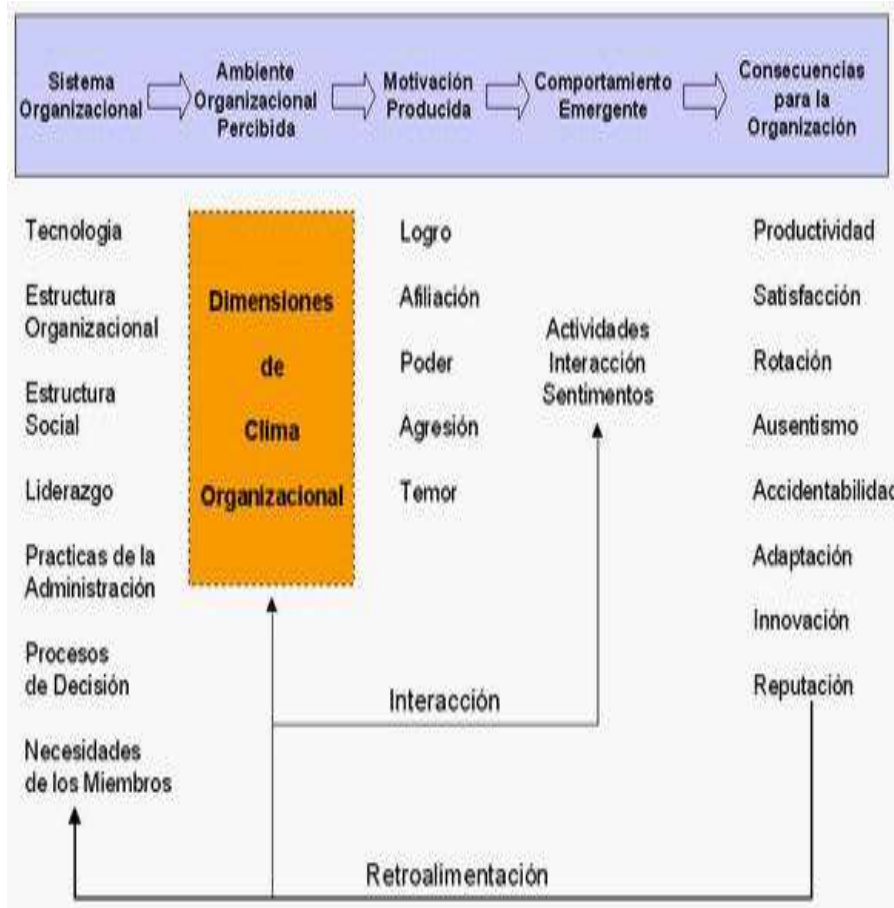 Sistema
Organizacional
Ambiente
Organizacional
Percibida
Motivación
Producida
Comportamiento
Emergente
Consecuencias
para la
Organización
Tecnologia
Estructura
Organizacional
Estructura
Social
Liderazgo
Practicas de la
Administración
Procesos
de Decisión
Necesidades
de los Miembros
Dimensiones
de
Clima
Organizacional
Logro
Afiliación
Poder
Agresión
Temor
Actividades
Interacción
Sentimentos
Productividad
Satisfacción
Rotación
Ausentismo
Accidentabilidad
Adaptación
Innovación
Reputación
Interacción
Retroalimentación